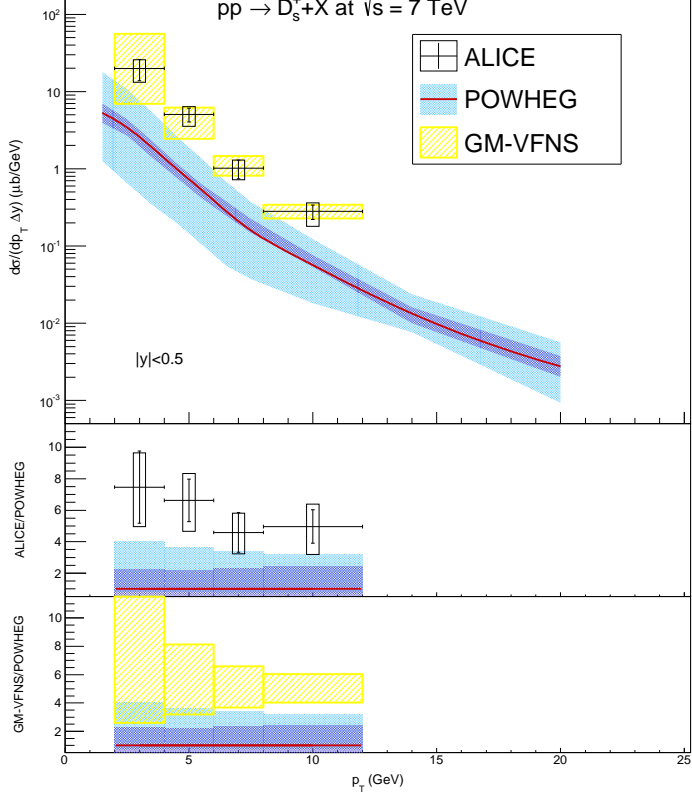 pp → D_s^+ +X at √s = 7 TeV
ALICE
POWHEG
GM-VFNS
dσ/(dp_T Δy) (μb/GeV)
10^2
10
1
10^-1
10^-2
10^-3
|y|<0.5
ALICE/POWHEG
10
8
6
4
2
GM-VFNS/POWHEG
10
8
6
4
2
0 5 10 15 20 25
p_T (GeV)